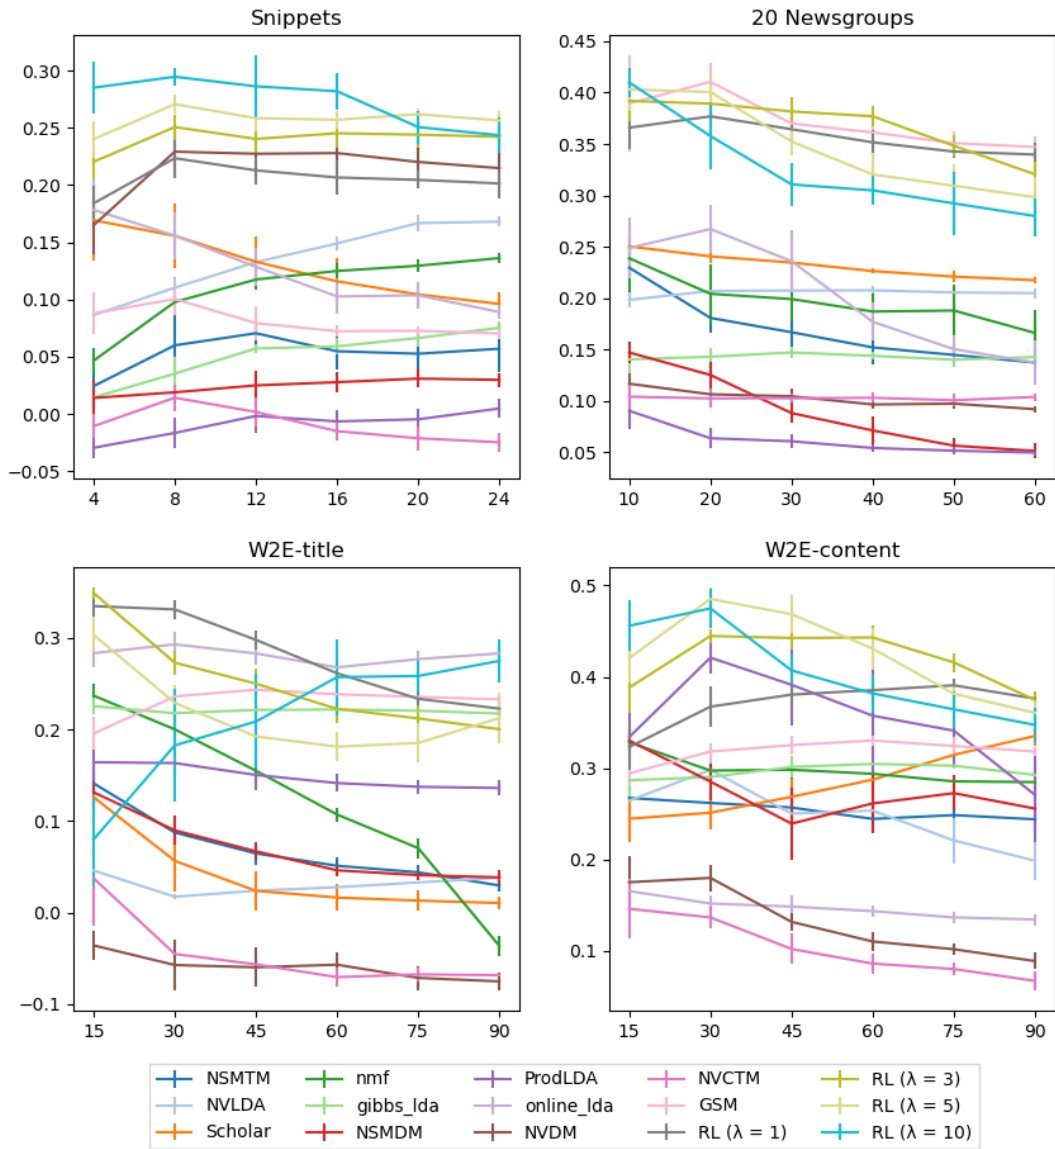 Snippets
20 Newsgroups
0.30
0.25
0.20
0.15
0.10
0.05
0.00
−0.05
4 8 12 16 20 24
0.45
0.40
0.35
0.30
0.25
0.20
0.15
0.10
0.05
10 20 30 40 50 60
W2E-title
W2E-content
0.3
0.2
0.1
0.0
−0.1
15 30 45 60 75 90
0.5
0.4
0.3
0.2
0.1
15 30 45 60 75 90
NSMTM nmf ProdLDA NVCTM RL (λ = 3)
NVLDA gibbs_lda online_lda GSM RL (λ = 5)
Scholar NSMDM NVDM RL (λ = 1) RL (λ = 10)